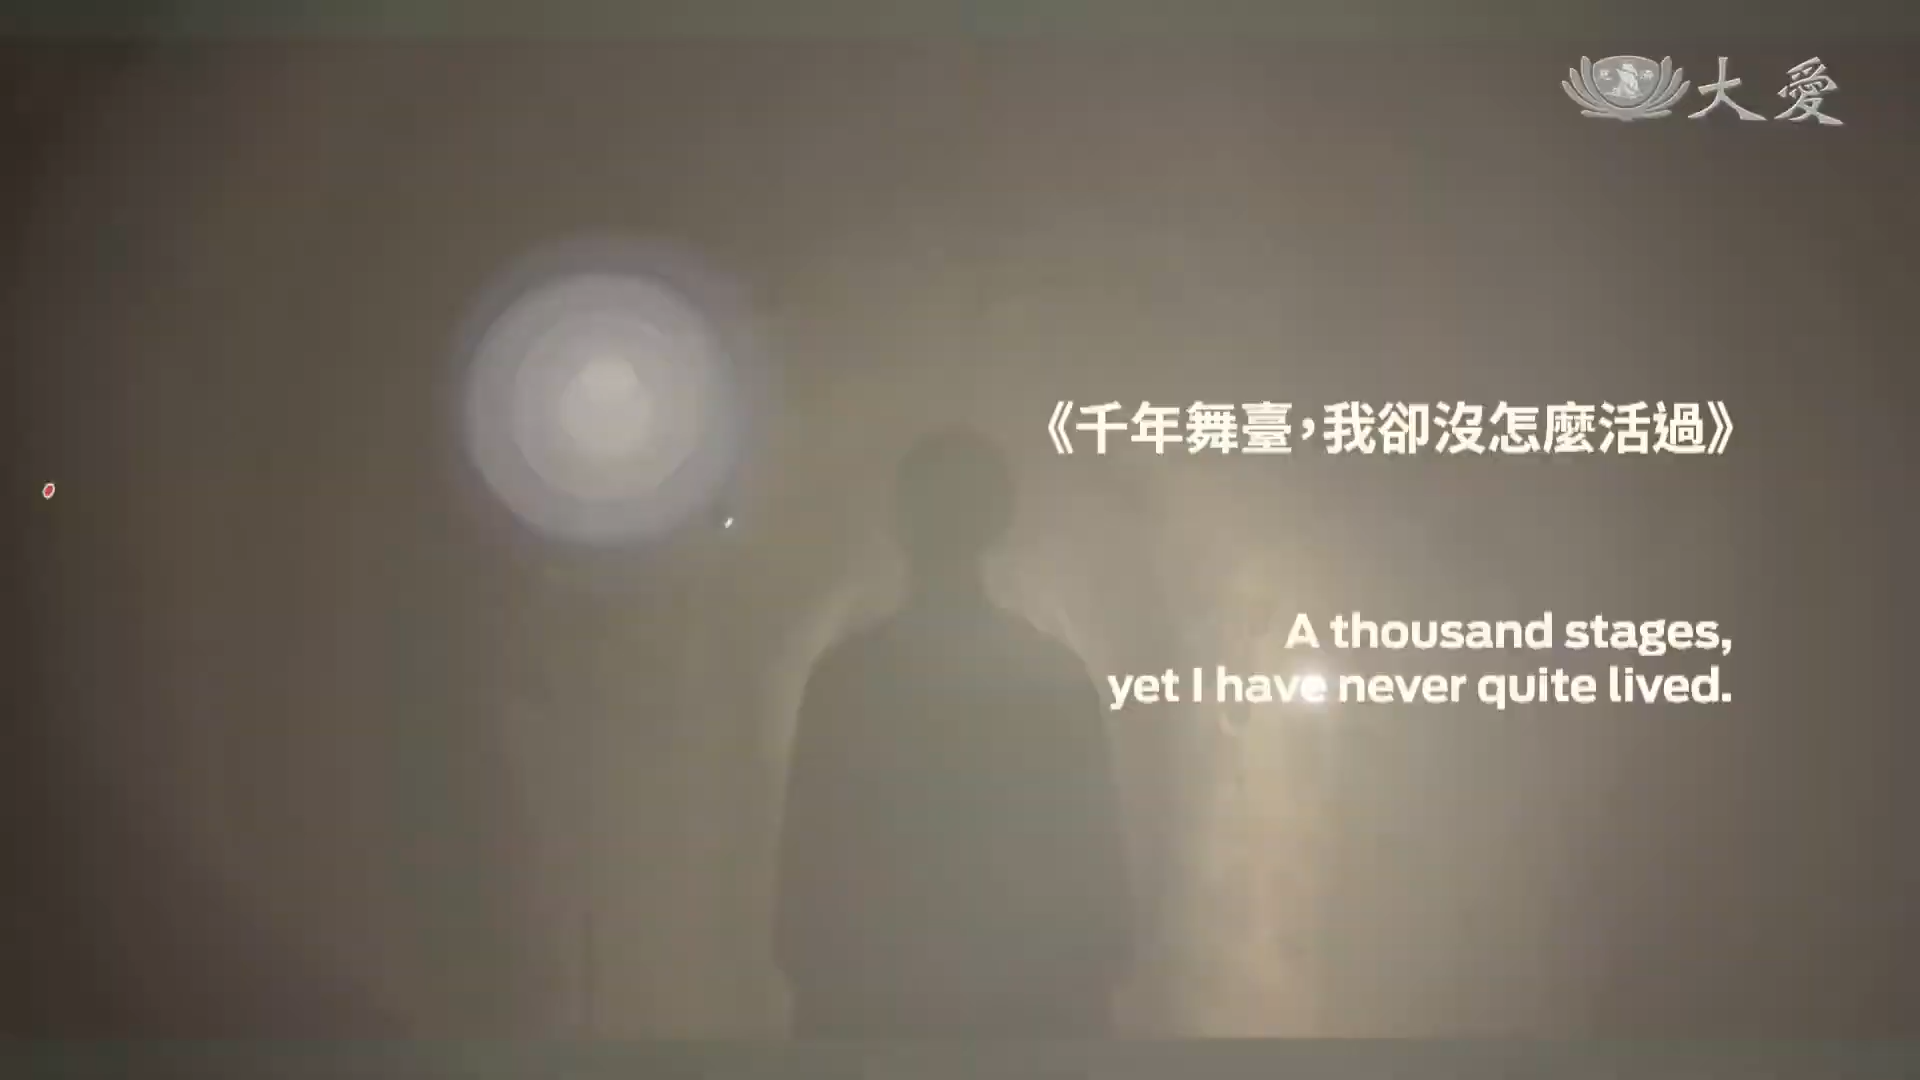 大愛
《千年舞臺,我卻沒怎麼活過》
A thousand stages,
yet I have never quite lived.